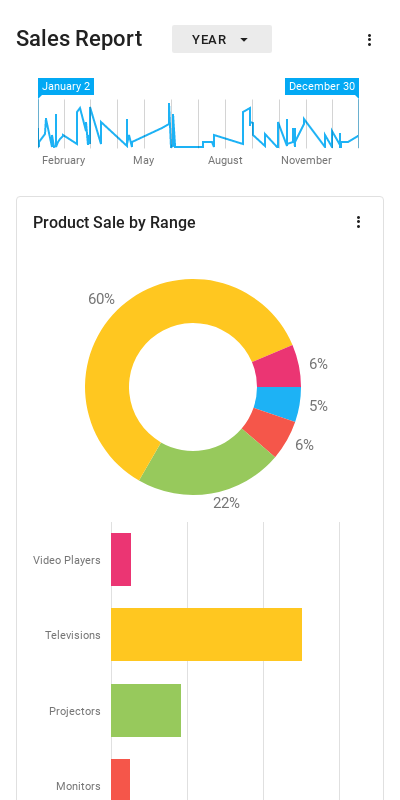 Sales Report
YEAR
January 2
December 30
February
May
August
November
Product Sale by Range
60%
6%
5%
6%
22%
Video Players
Televisions
Projectors
Monitors